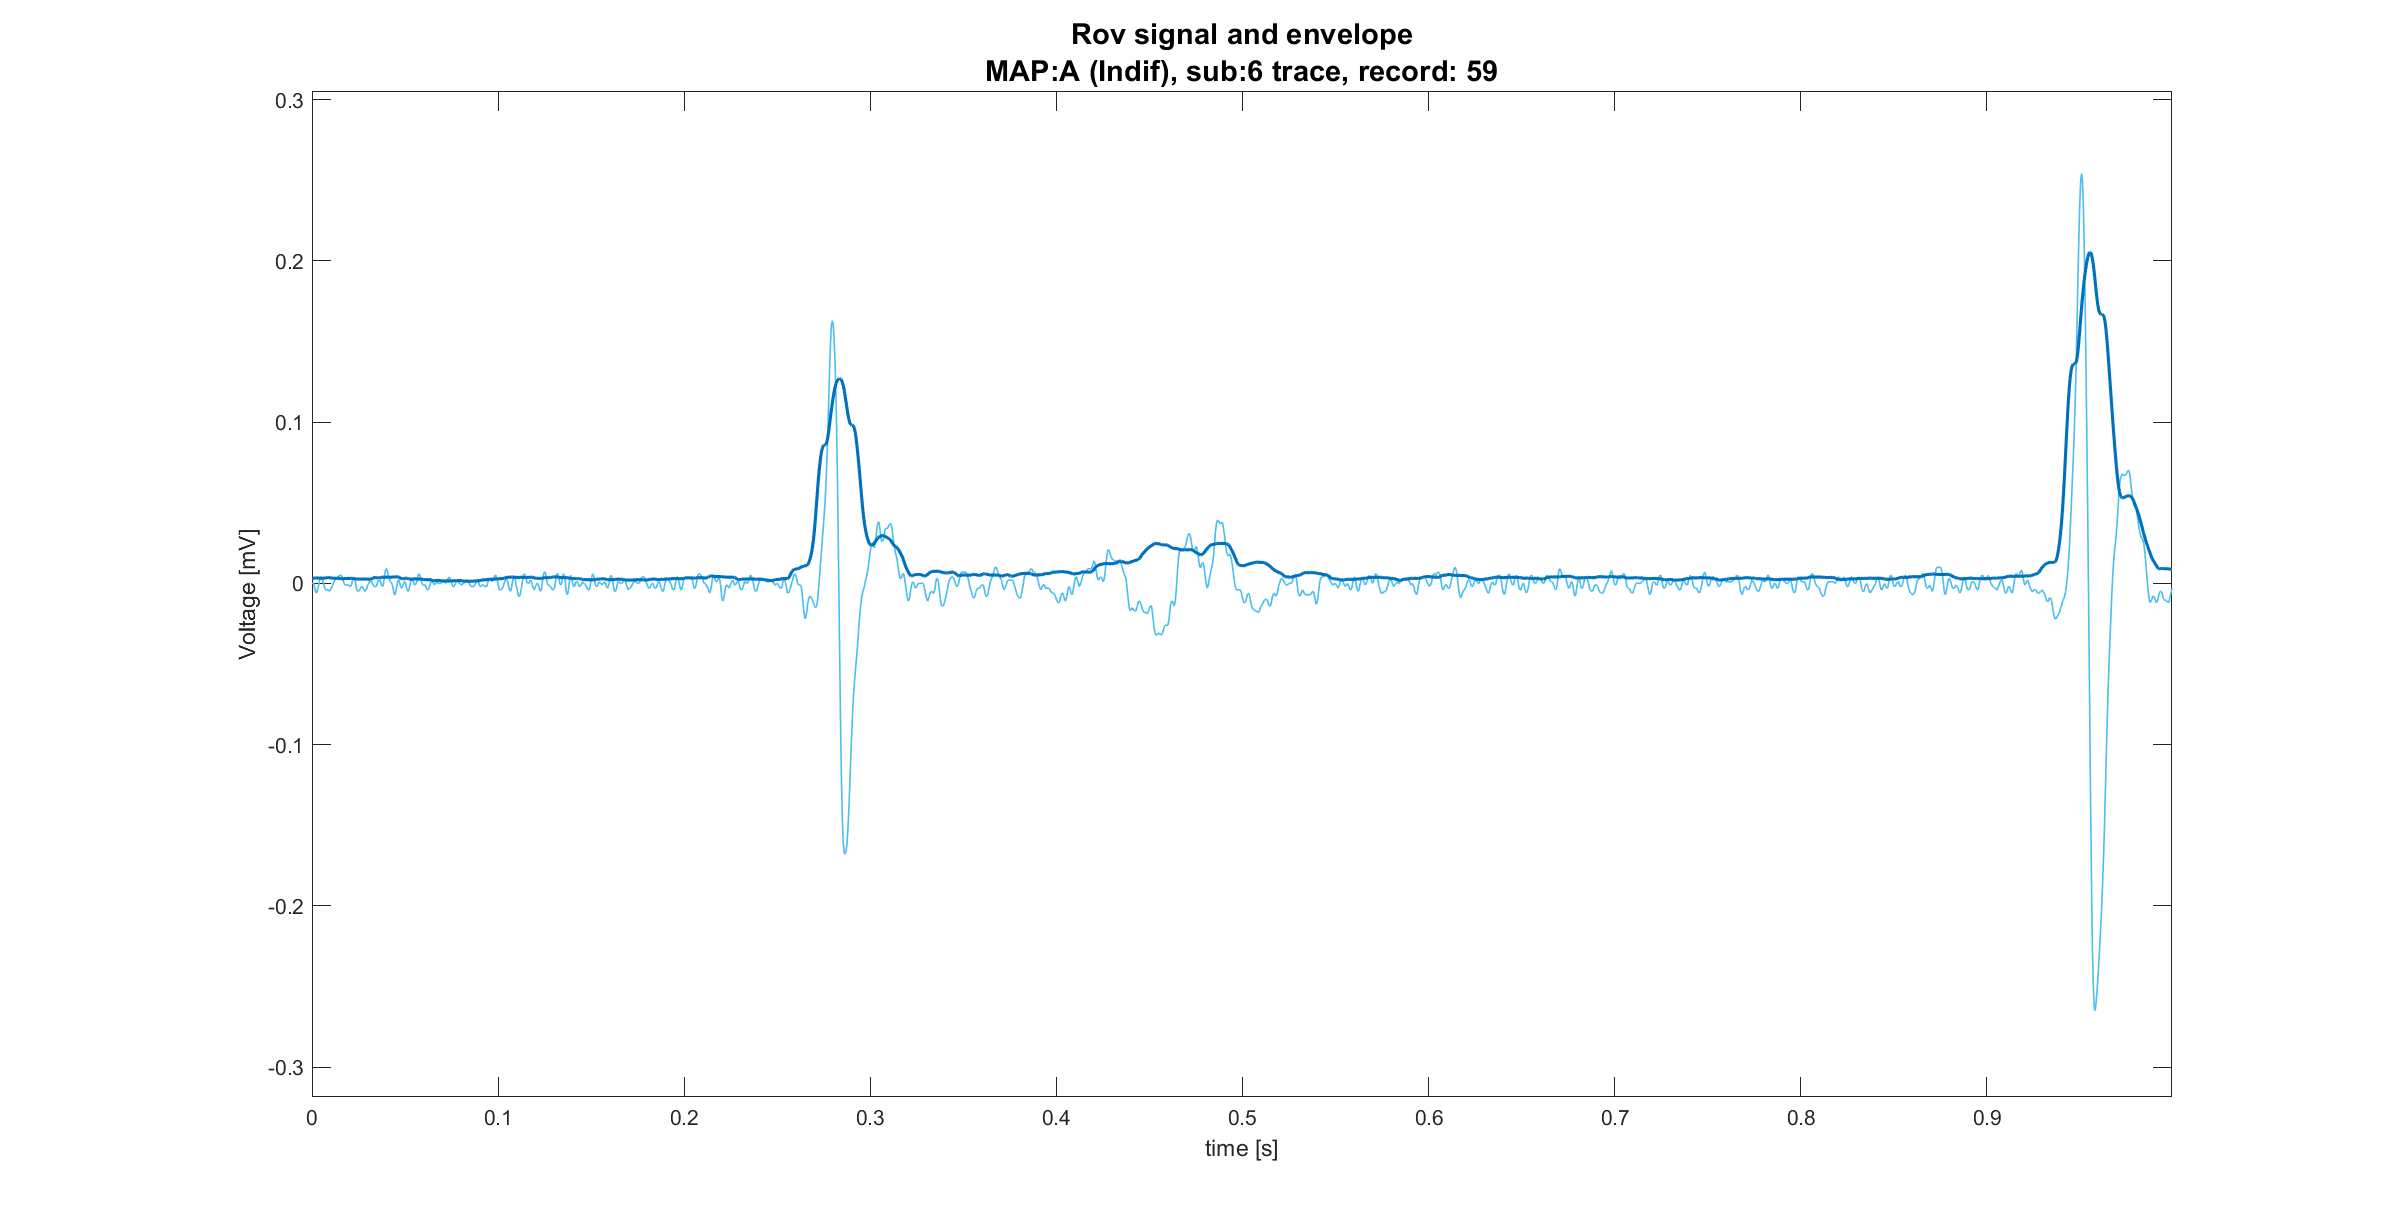 Rov signal and envelope
MAP:A (Indif), sub:6 trace, record: 59
0.3
0.2
0.1
0
-0.1
-0.2
-0.3
Voltage [mV]
0 0.1 0.2 0.3 0.4 0.5 0.6 0.7 0.8 0.9
time [s]